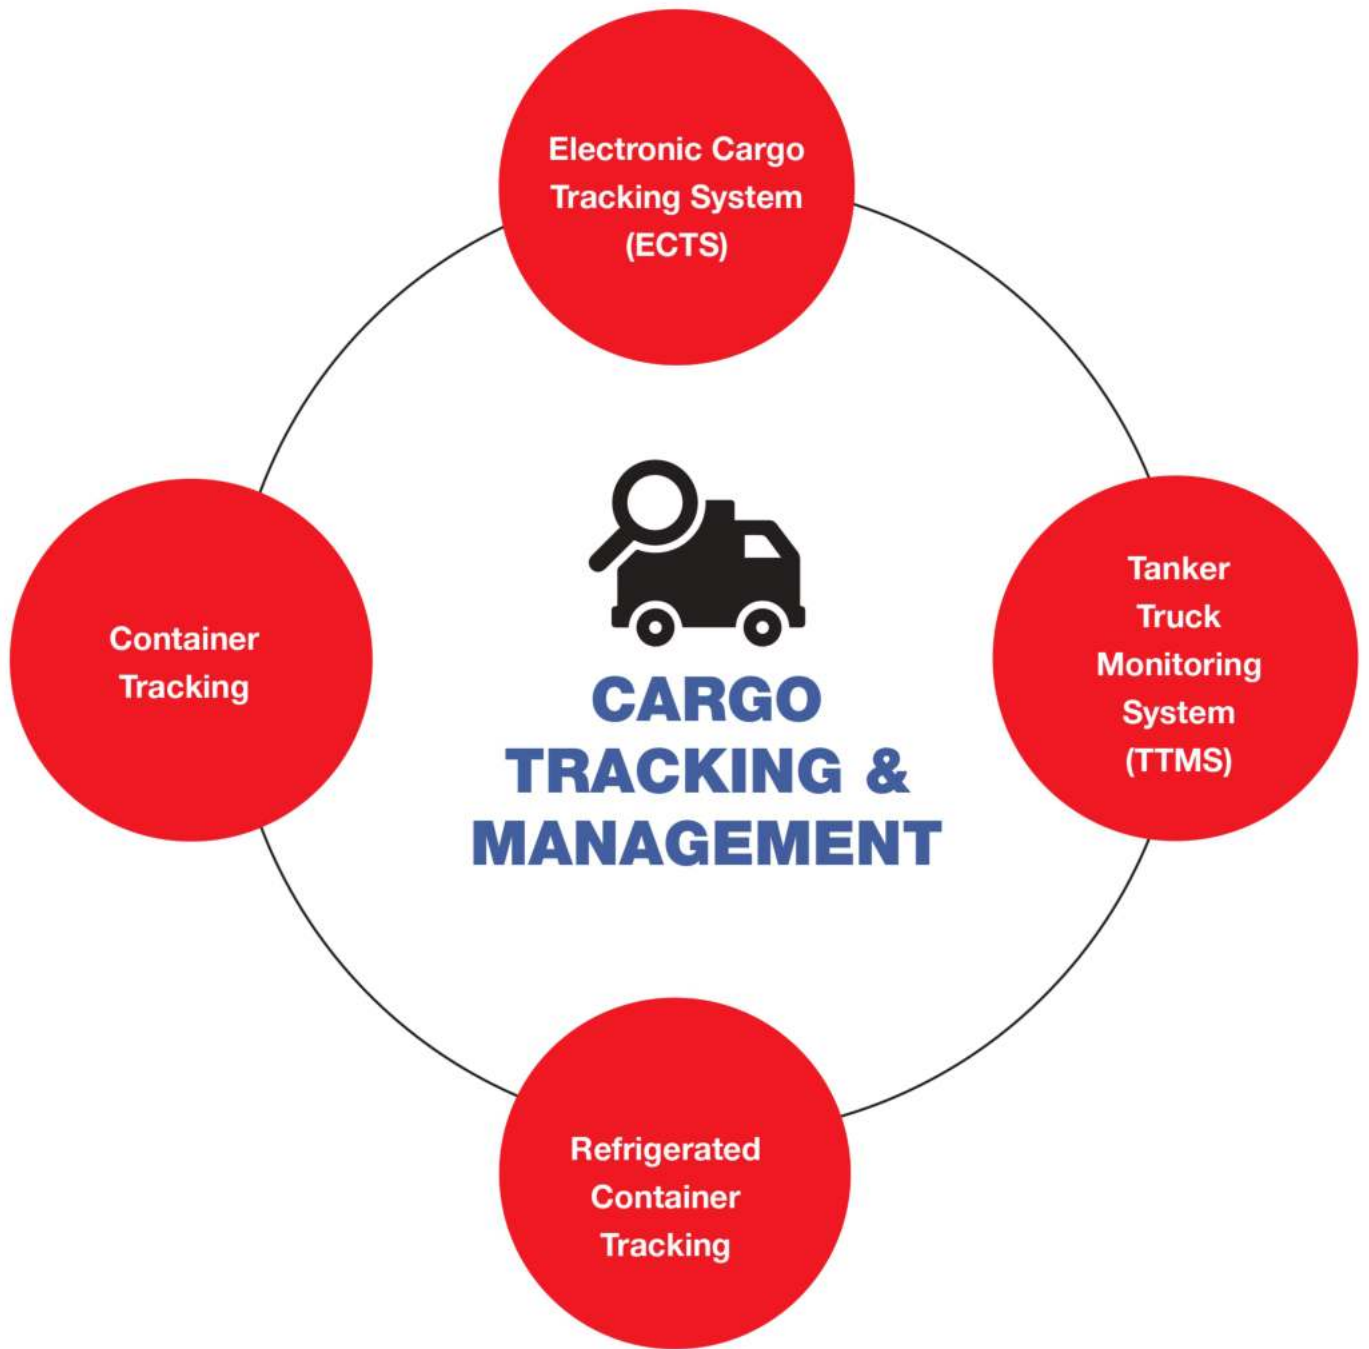 Electronic Cargo
Tracking System
(ECTS)
Container
Tracking
CARGO
TRACKING &
MANAGEMENT
Tanker
Truck
Monitoring
System
(TTMS)
Refrigerated
Container
Tracking